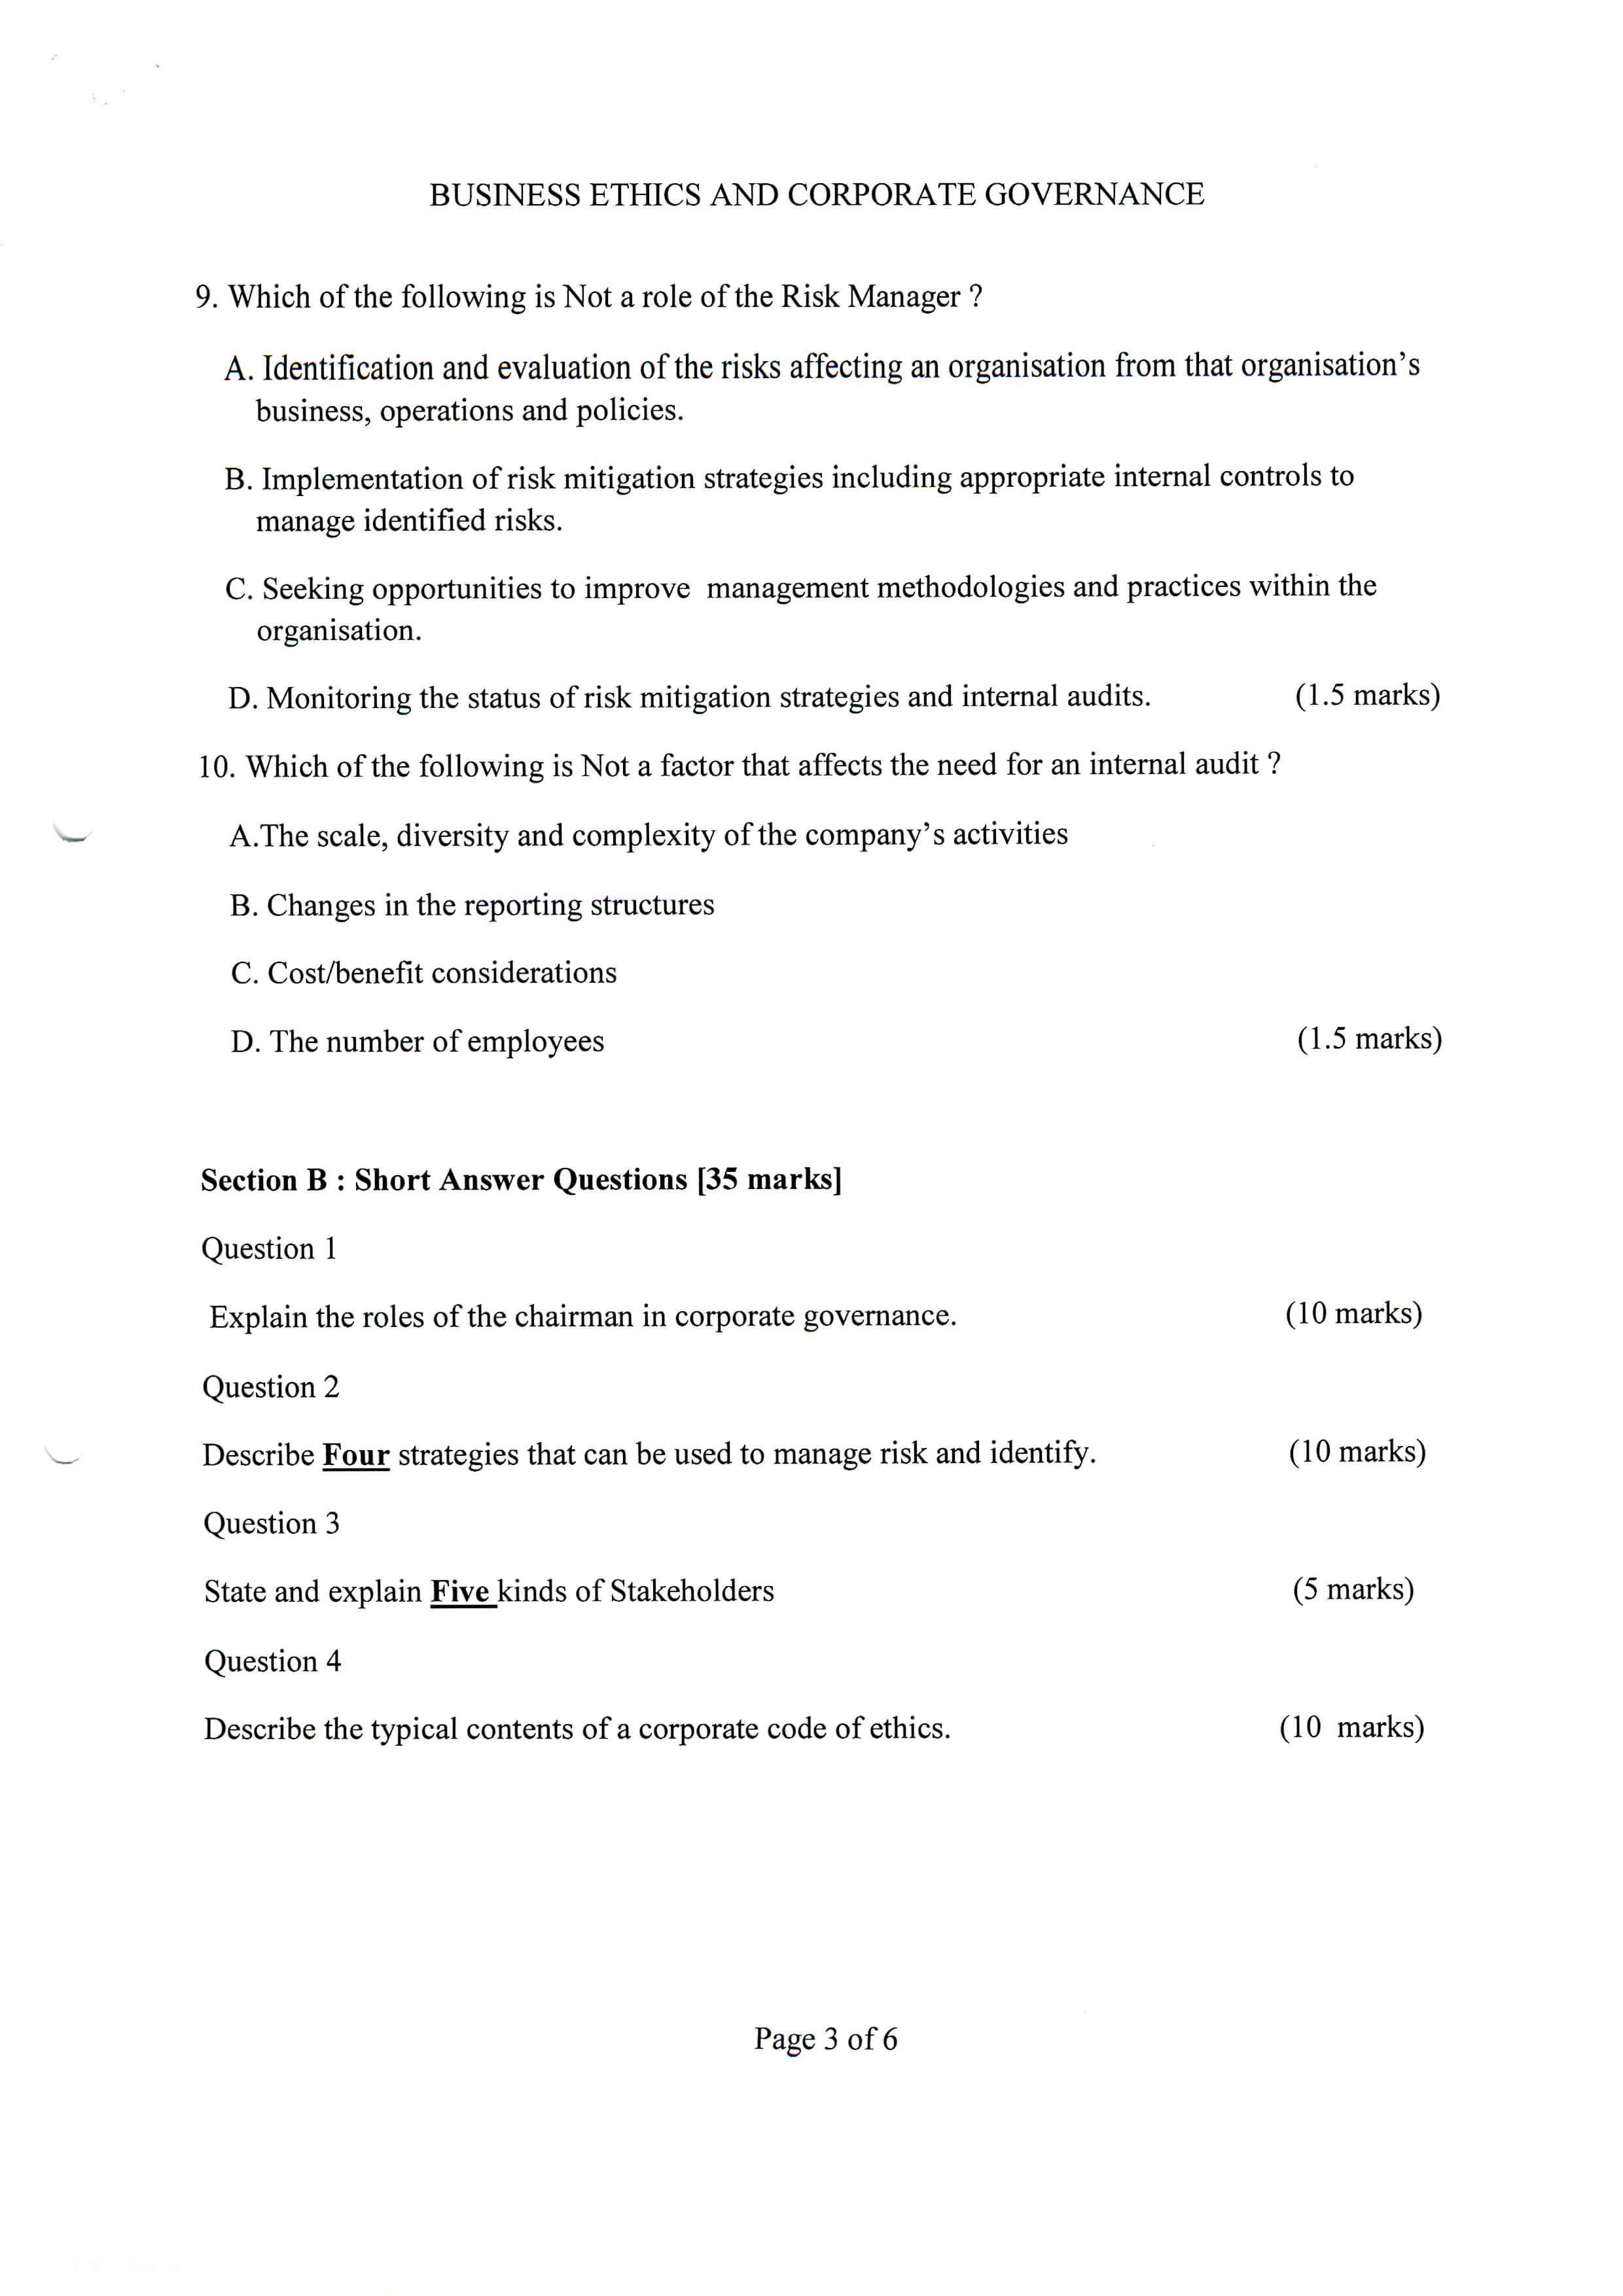 BUSINESS ETHICS AND CORPORATE GOVERNANCE
9. Which of the following is Not a role of the Risk Manager ?
A. Identification and evaluation of the risks affecting an organisation from that organisation's
business, operations and policies.
B. Implementation of risk mitigation strategies including appropriate internal controls to
manage identified risks.
C. Seeking opportunities to improve management methodologies and practices within the
organisation.
D. Monitoring the status of risk mitigation strategies and internal audits. (1.5 marks)
10. Which of the following is Not a factor that affects the need for an internal audit ?
A.The scale, diversity and complexity of the company's activities
B. Changes in the reporting structures
C. Cost/benefit considerations
D. The number of employees (1.5 marks)
Section B : Short Answer Questions [35 marks]
Question 1
Explain the roles of the chairman in corporate governance. (10 marks)
Question 2
Describe Four strategies that can be used to manage risk and identify. (10 marks)
Question 3
State and explain Five kinds of Stakeholders (5 marks)
Question 4
Describe the typical contents of a corporate code of ethics. (10 marks)
Page 3 of 6